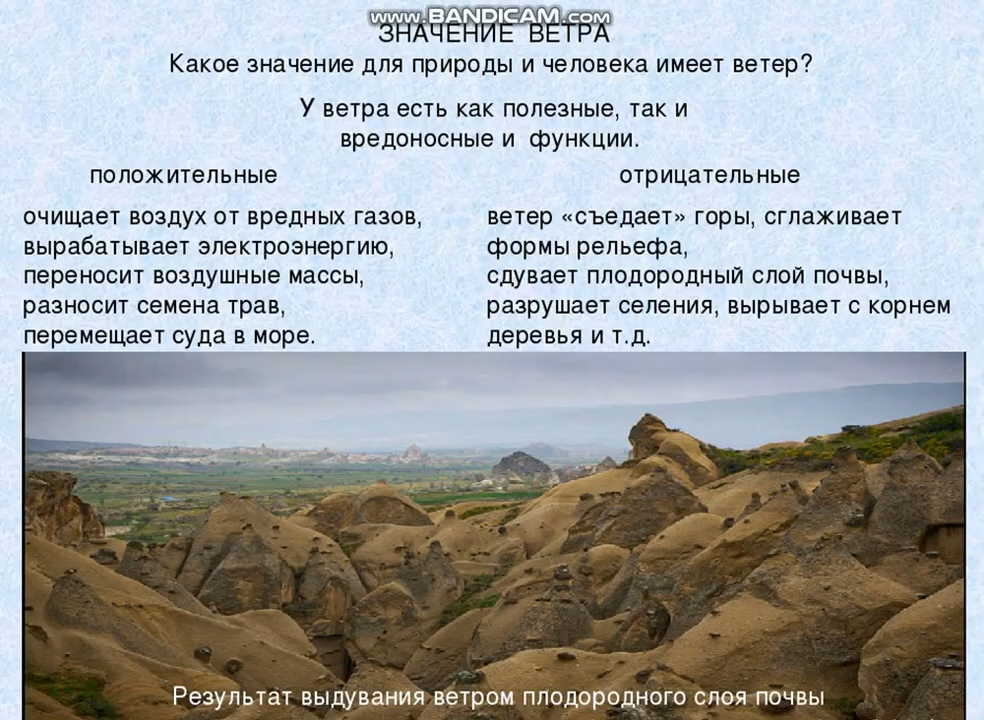 www.BANDICAM.com
ЗНАЧЕНИЕ ВЕТРА
Какое значение для природы и человека имеет ветер?
У ветра есть как полезные, так и
вредоносные и функции.
положительные
очищает воздух от вредных газов,
вырабатывает электроэнергию,
переносит воздушные массы,
разносит семена трав,
перемещает суда в море.
отрицательные
ветер «съедает» горы, сглаживает
формы рельефа,
сдувает плодородный слой почвы,
разрушает селения, вырывает с корнем
деревья и т.д.
Результат выдувания ветром плодородного слоя почвы